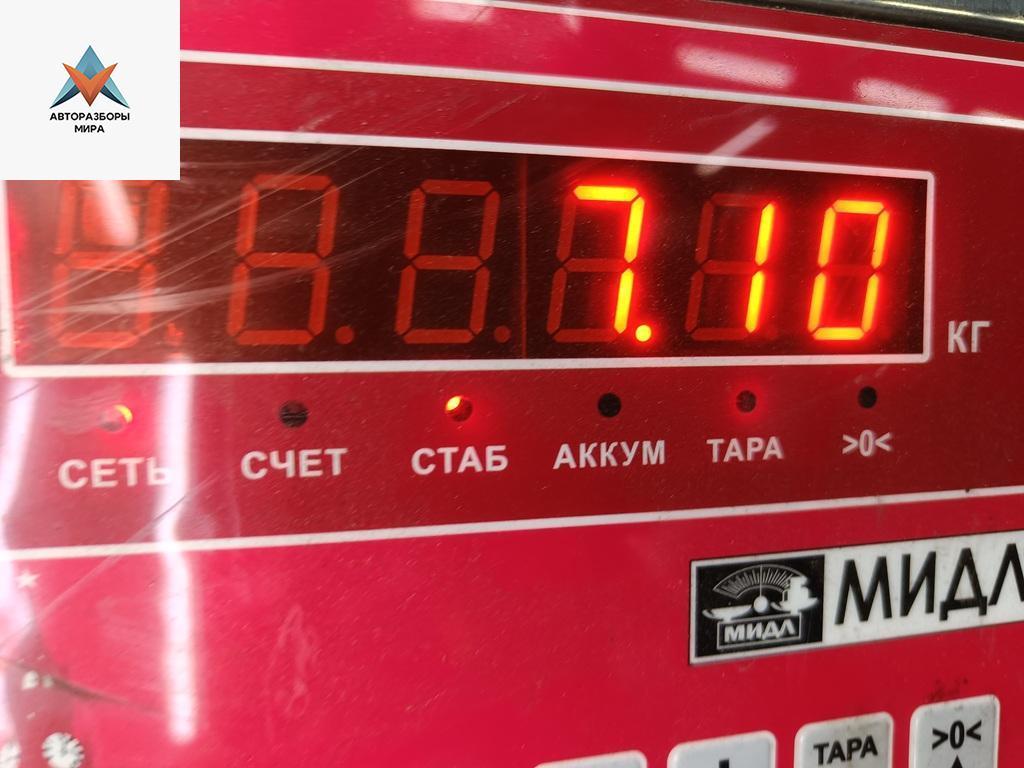 АВТОРАЗБОРЫ
МИРА
7.10
КГ
СЕТЬ СЧЕТ СТАБ АККУМ ТАРА >0<
МИДЛ МИДЛ
ТАРА >0<